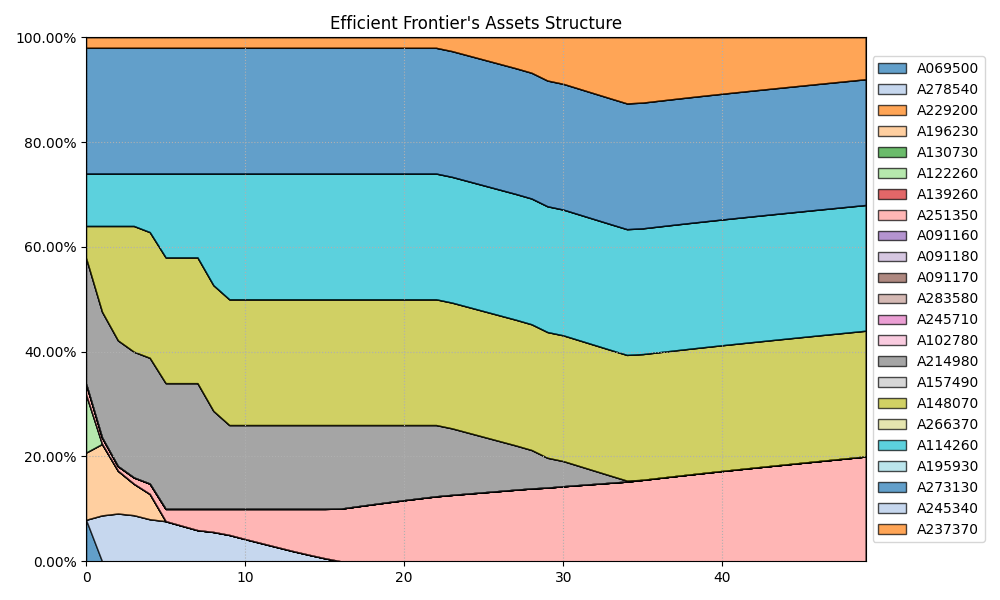 Efficient Frontier's Assets Structure
100.00%
80.00%
60.00%
40.00%
20.00%
0.00%
0
10
20
30
40
A069500
A278540
A229200
A196230
A130730
A122260
A139260
A251350
A091160
A091180
A091170
A283580
A245710
A102780
A214980
A157490
A148070
A266370
A114260
A195930
A273130
A245340
A237370